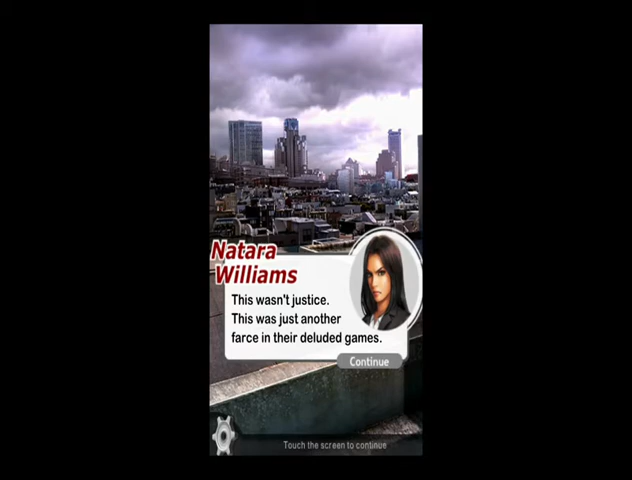 Natara
Williams
This wasn't justice.
This was just another
farce in their deluded games.
Continue
Touch the screen to continue